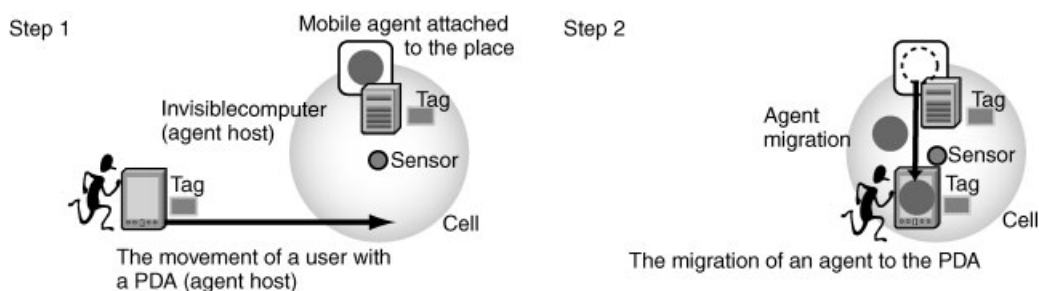 Step 1
Mobile agent attached
to the place
Invisiblecomputer
(agent host)
Tag
Sensor
Tag
Cell
The movement of a user with
a PDA (agent host)
Step 2
Tag
Agent
migration
Sensor
Tag
Cell
The migration of an agent to the PDA